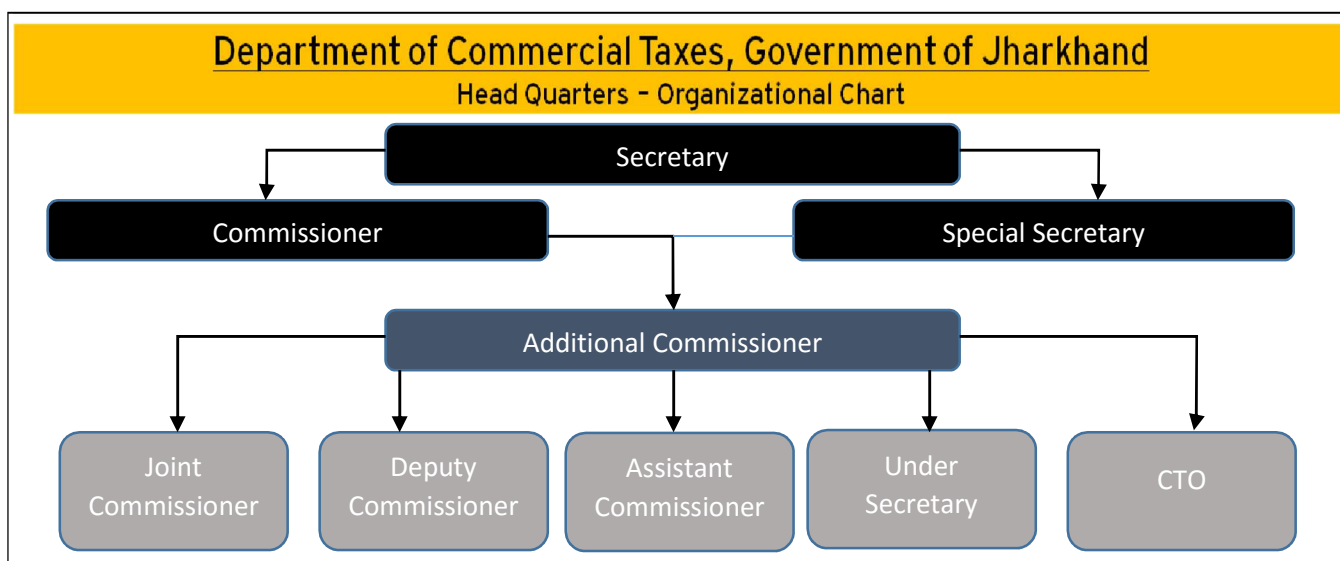 Department of Commercial Taxes, Government of Jharkhand
Head Quarters - Organizational Chart
Secretary
Commissioner
Special Secretary
Additional Commissioner
Joint
Commissioner
Deputy
Commissioner
Assistant
Commissioner
Under
Secretary
CTO